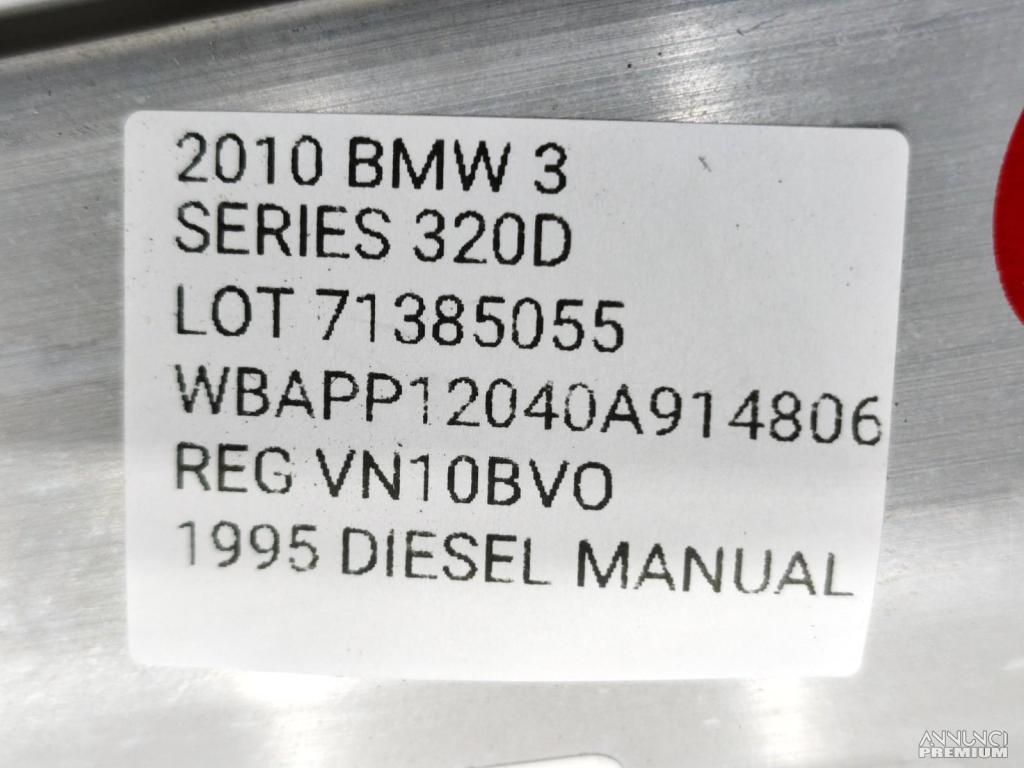 2010 BMW 3
SERIES 320D
LOT 71385055
WBAPP12040A914806
REG VN10BVO
1995 DIESEL MANUAL
ANNUNCI
PREMIUM